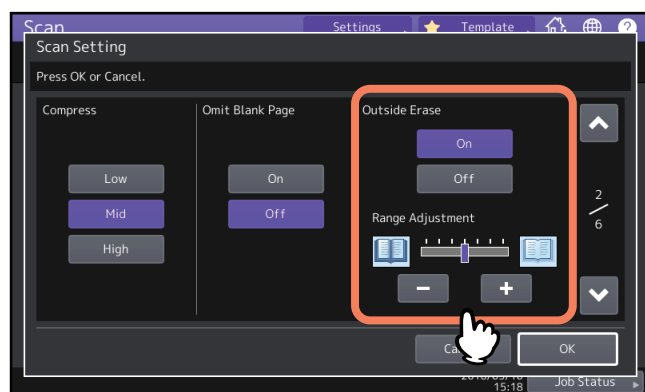 Scan
Settings
Template
?
Scan Setting
Press OK or Cancel.
Compress
Low
Mid
High
Omit Blank Page
On
Off
Outside Erase
On
Off
Range Adjustment
2
6
OK
15:18
Job Status